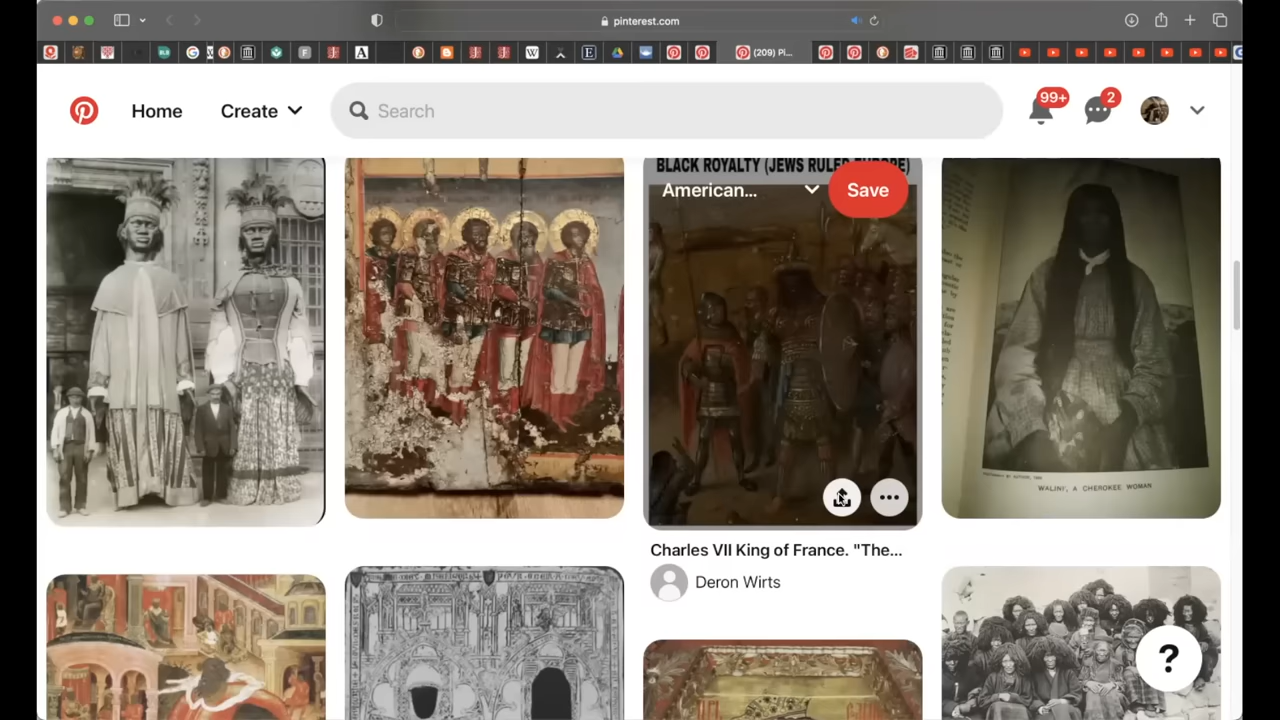 pinterest.com
(209) Pi...
Home
Create
Search
99+
2
BLACK ROYALTY (JEWS RULED EUROPE)
American...
Save
WALINI', A CHEROKEE WOMAN
Charles VII King of France. "The...
Deron Wirts
?